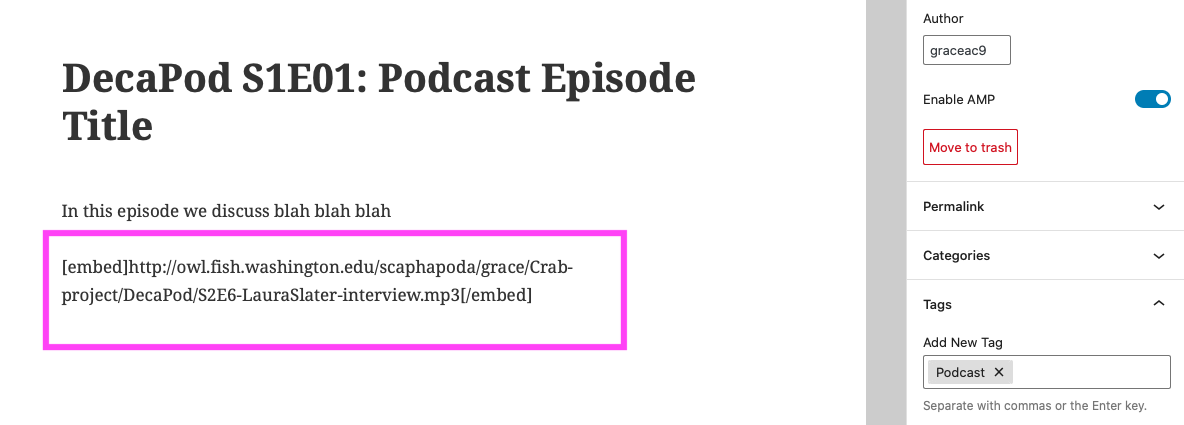 DecaPod S1E01: Podcast Episode
Title
In this episode we discuss blah blah blah
[embed]http://owl.fish.washington.edu/scaphapoda/grace/Crab-
project/DecaPod/S2E6-LauraSlater-interview.mp3[/embed]
Author
graceac9
Enable AMP
Move to trash
Permalink
Categories
Tags
Add New Tag
Podcast ✕
Separate with commas or the Enter key.